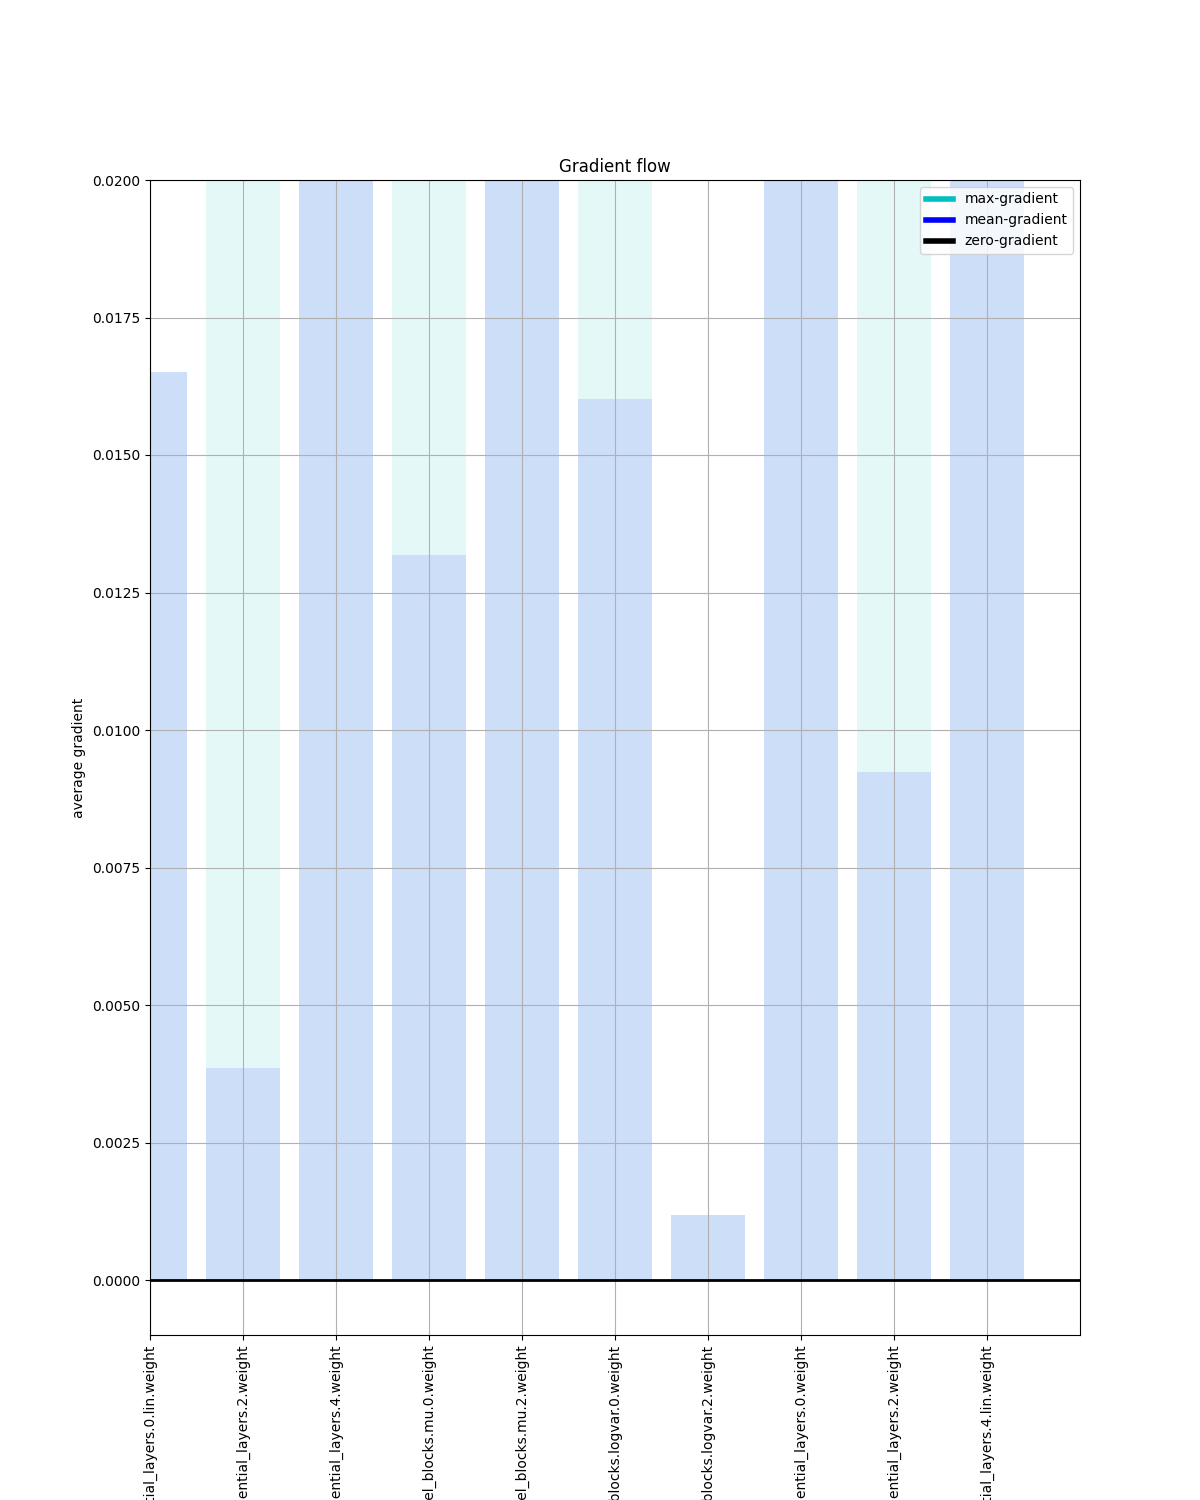 Gradient flow
max-gradient
mean-gradient
zero-gradient
0.0200
0.0175
0.0150
0.0125
0.0100
0.0075
0.0050
0.0025
0.0000
average gradient
tial_layers.0.lin.weight
ential_layers.2.weight
ential_layers.4.weight
el_blocks.mu.0.weight
el_blocks.mu.2.weight
blocks.logvar.0.weight
blocks.logvar.2.weight
ential_layers.0.weight
ential_layers.2.weight
tial_layers.4.lin.weight